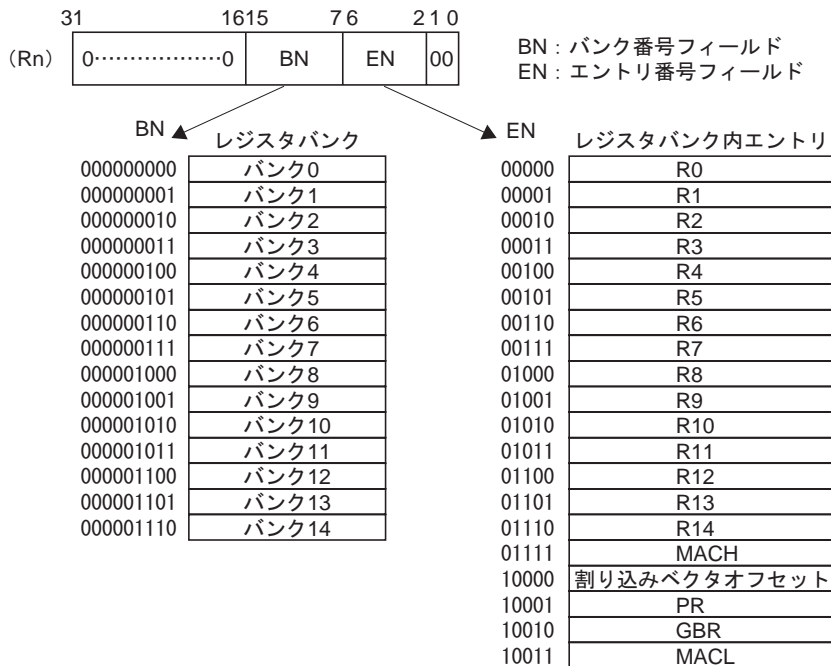 31 1615 7 6 2 1 0
(Rn) 0··················0 BN EN 00
BN：バンク番号フィールド
EN：エントリ番号フィールド
BN レジスタバンク
000000000 バンク0
000000001 バンク1
000000010 バンク2
000000011 バンク3
000000100 バンク4
000000101 バンク5
000000110 バンク6
000000111 バンク7
000001000 バンク8
000001001 バンク9
000001010 バンク10
000001011 バンク11
000001100 バンク12
000001101 バンク13
000001110 バンク14
EN レジスタバンク内エントリ
00000 R0
00001 R1
00010 R2
00011 R3
00100 R4
00101 R5
00110 R6
00111 R7
01000 R8
01001 R9
01010 R10
01011 R11
01100 R12
01101 R13
01110 R14
01111 MACH
10000 割り込みベクタオフセット
10001 PR
10010 GBR
10011 MACL